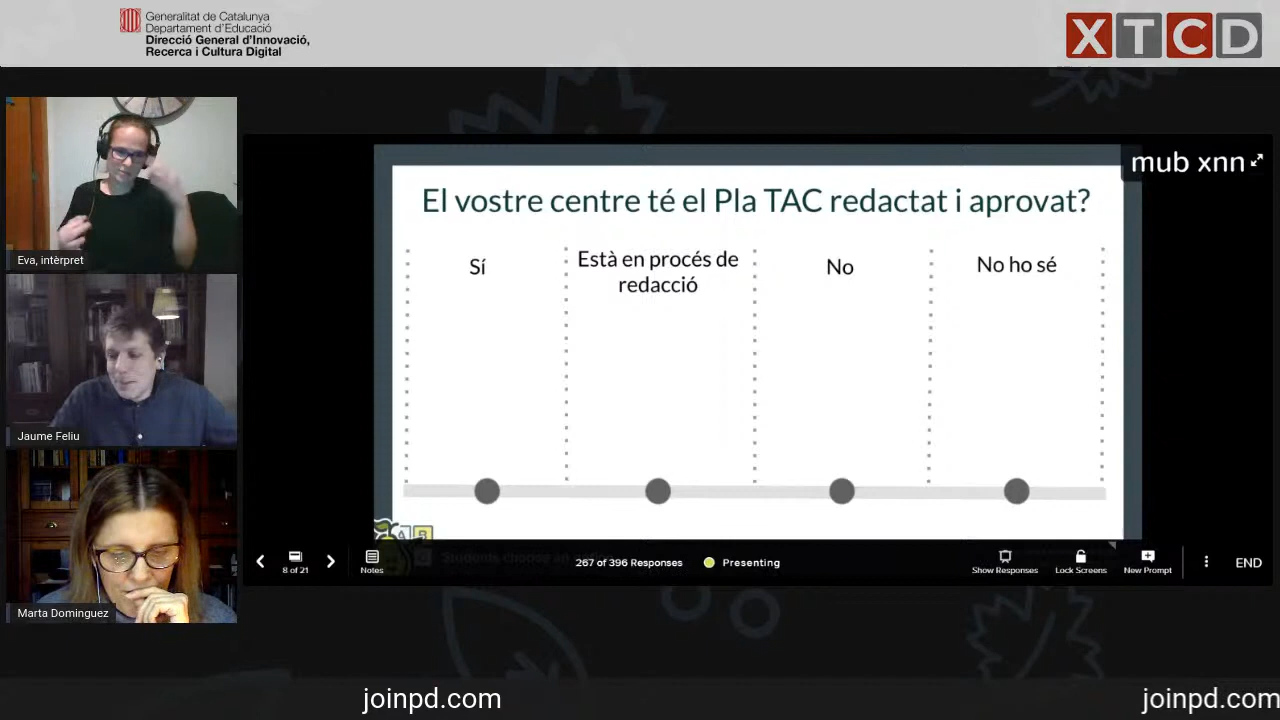 Generalitat de Catalunya
Departament d'Educació
Direcció General d'Innovació,
Recerca i Cultura Digital
XTCD
Eva, intèrpret
Jaume Feliu
Marta Dominguez
mub xnn
El vostre centre té el Pla TAC redactat i aprovat?
Sí
Està en procés de
redacció
No
No ho sé
8 of 21
Notes
267 of 396 Responses
Presenting
Show Responses
Lock Screens
New Prompt
END
joinpd.com
joinpd.com